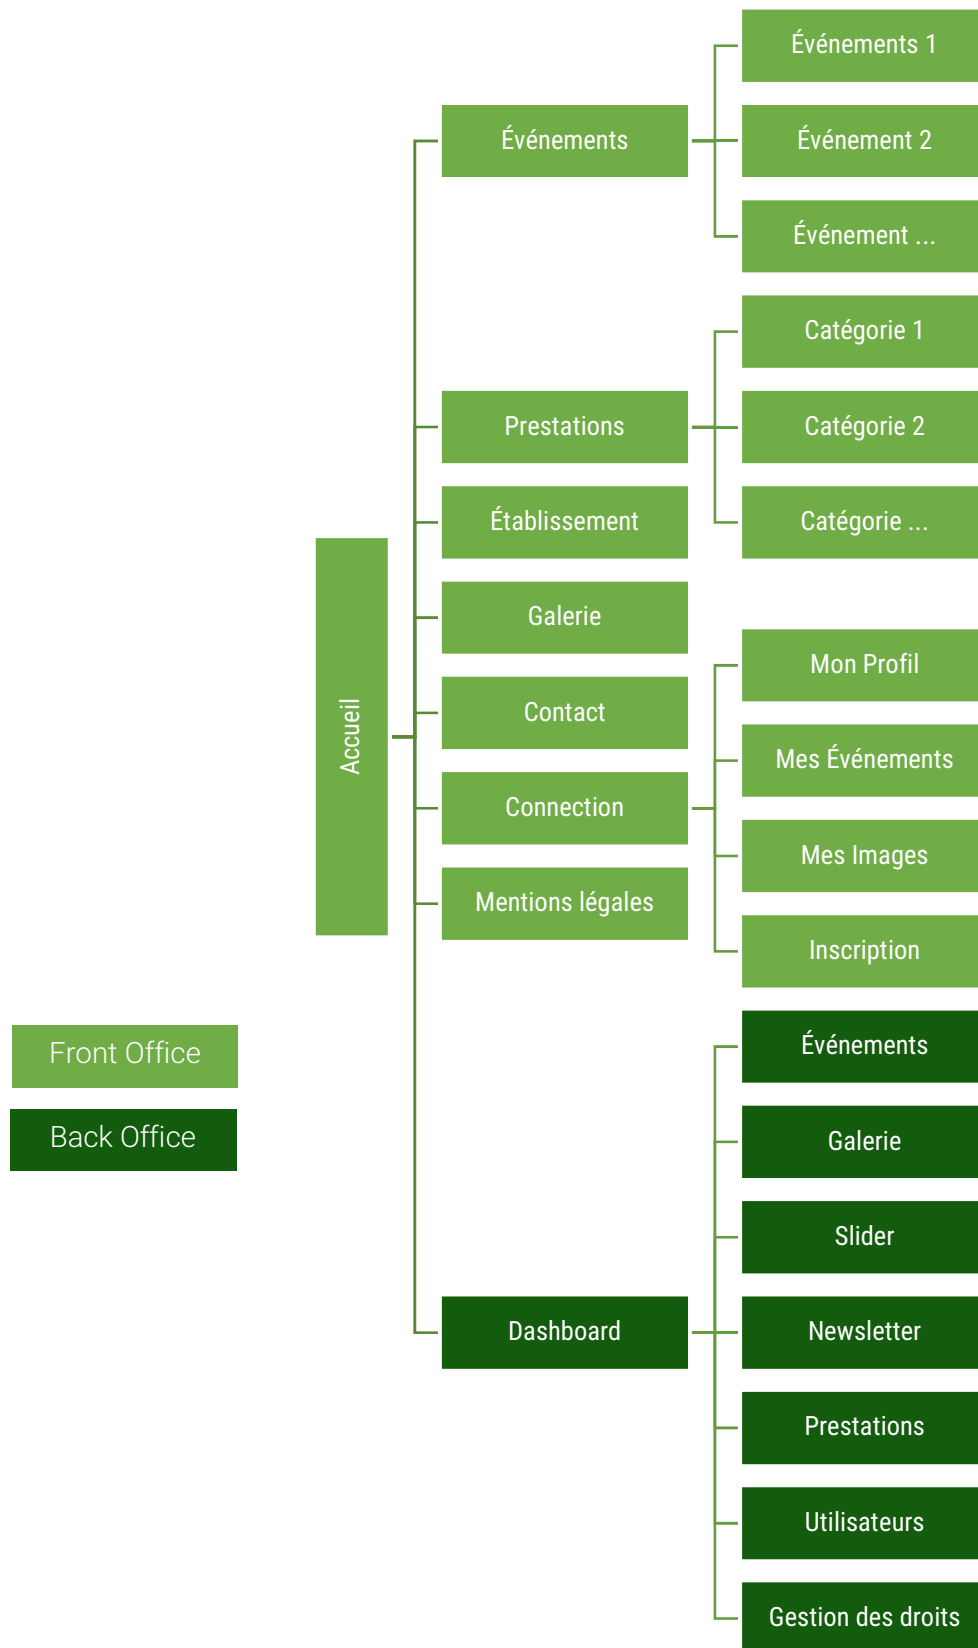 Accueil
Événements
Événements 1
Événement 2
Événement ...
Prestations
Catégorie 1
Catégorie 2
Catégorie ...
Établissement
Galerie
Contact
Connection
Mon Profil
Mes Événements
Mes Images
Inscription
Mentions légales
Dashboard
Événements
Galerie
Slider
Newsletter
Prestations
Utilisateurs
Gestion des droits
Front Office
Back Office